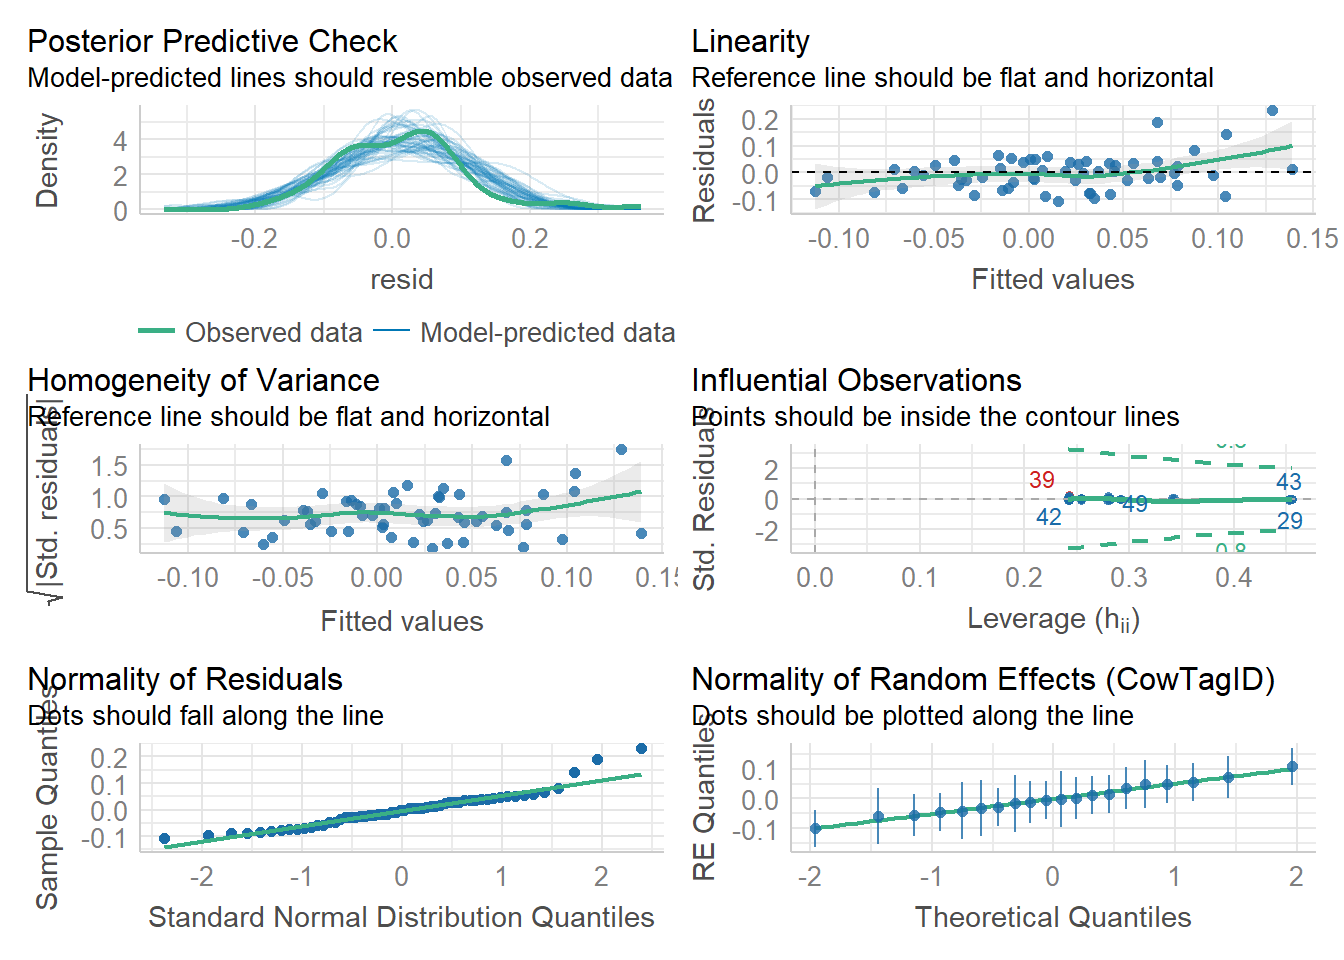 Posterior Predictive Check
Model-predicted lines should resemble observed data
Density
4
2
0
-0.2 0.0 0.2
resid
Observed data Model-predicted data
Linearity
Reference line should be flat and horizontal
Residuals
0.2
0.1
0.0
-0.1
-0.10 -0.05 0.00 0.05 0.10 0.15
Fitted values
Homogeneity of Variance
Reference line should be flat and horizontal
√|Std. residuals|
1.5
1.0
0.5
-0.10 -0.05 0.00 0.05 0.10
Fitted values
Influential Observations
Points should be inside the contour lines
Std. Residuals
2
0
-2
39
42
49
43
29
0.8
0.0 0.1 0.2 0.3 0.4
Leverage (hii)
Normality of Residuals
Dots should fall along the line
Sample Quantiles
0.2
0.1
0.0
-0.1
-2 -1 0 1 2
Standard Normal Distribution Quantiles
Normality of Random Effects (CowTagID)
Dots should be plotted along the line
RE Quantiles
0.1
0.0
-0.1
-2 -1 0 1 2
Theoretical Quantiles